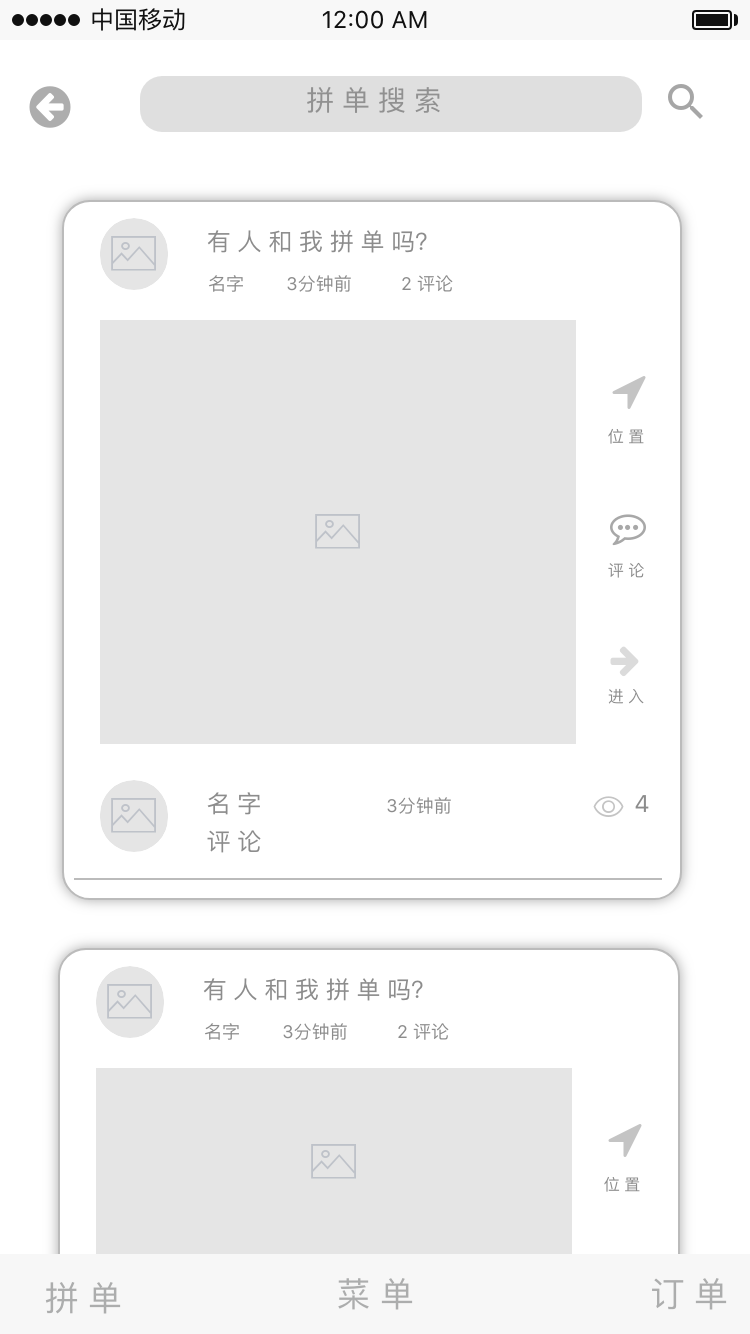 中国移动 12:00 AM
拼单搜索
有人和我拼单吗?
名字 3分钟前 2 评论
位置
评论
进入
名字 3分钟前 4
评论
有人和我拼单吗?
名字 3分钟前 2 评论
位置
拼单 菜单 订单